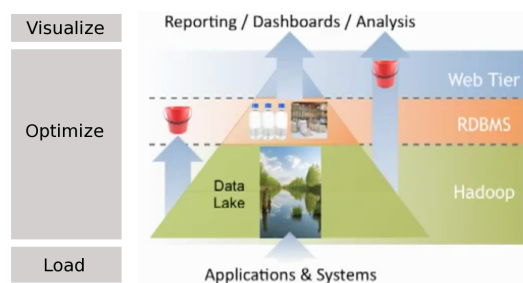 Visualize
Reporting / Dashboards / Analysis
Optimize
Web Tier
RDBMS
Data
Lake
Hadoop
Load
Applications & Systems